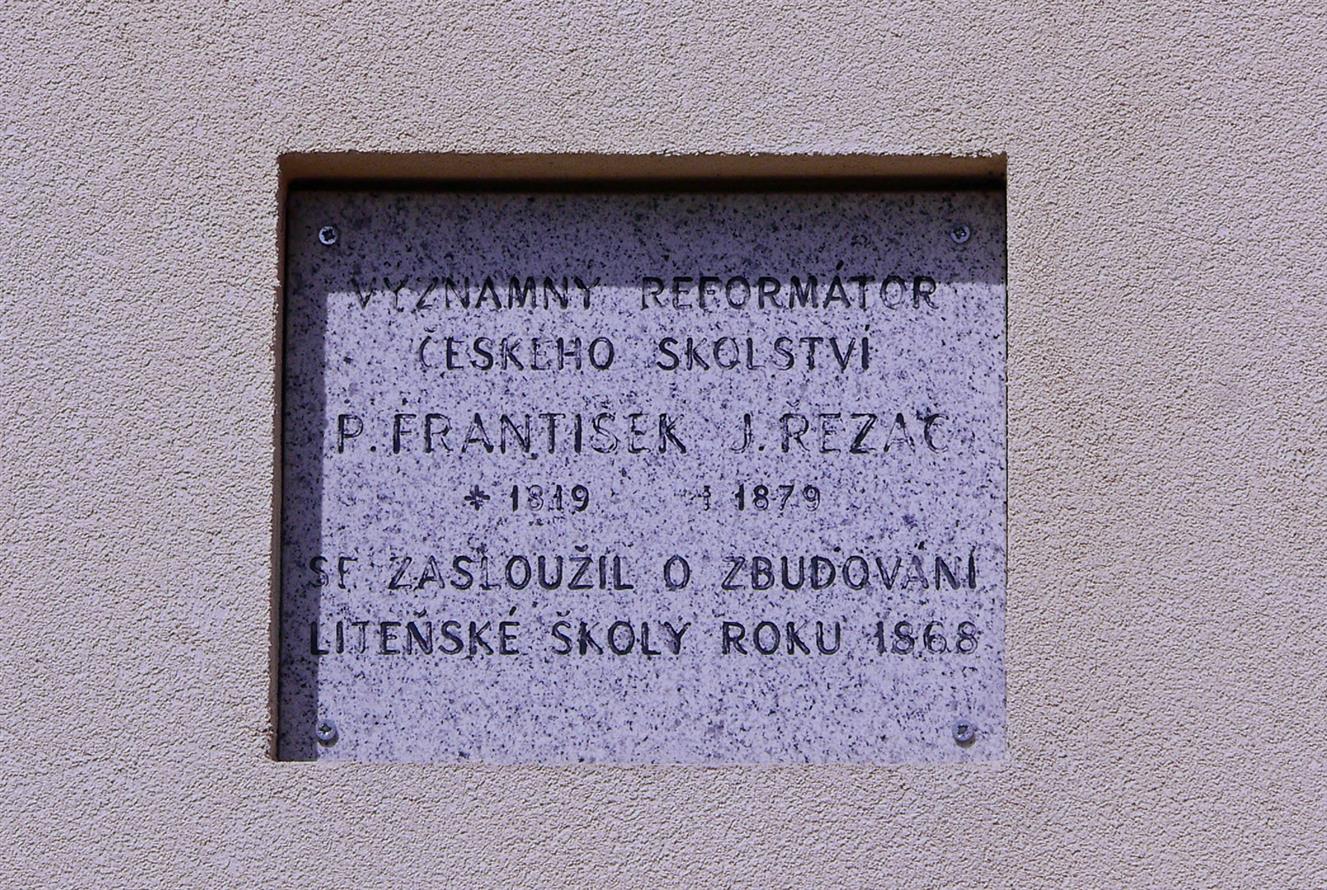 VÝZNAMNÝ REFORMÁTOR
ČESKÉHO ŠKOLSTVÍ
P. FRANTIŠEK J. ŘEZÁČ
* 1819 † 1879
SE ZASLOUŽIL O ZBUDOVÁNÍ
LITEŇSKÉ ŠKOLY ROKU 1868